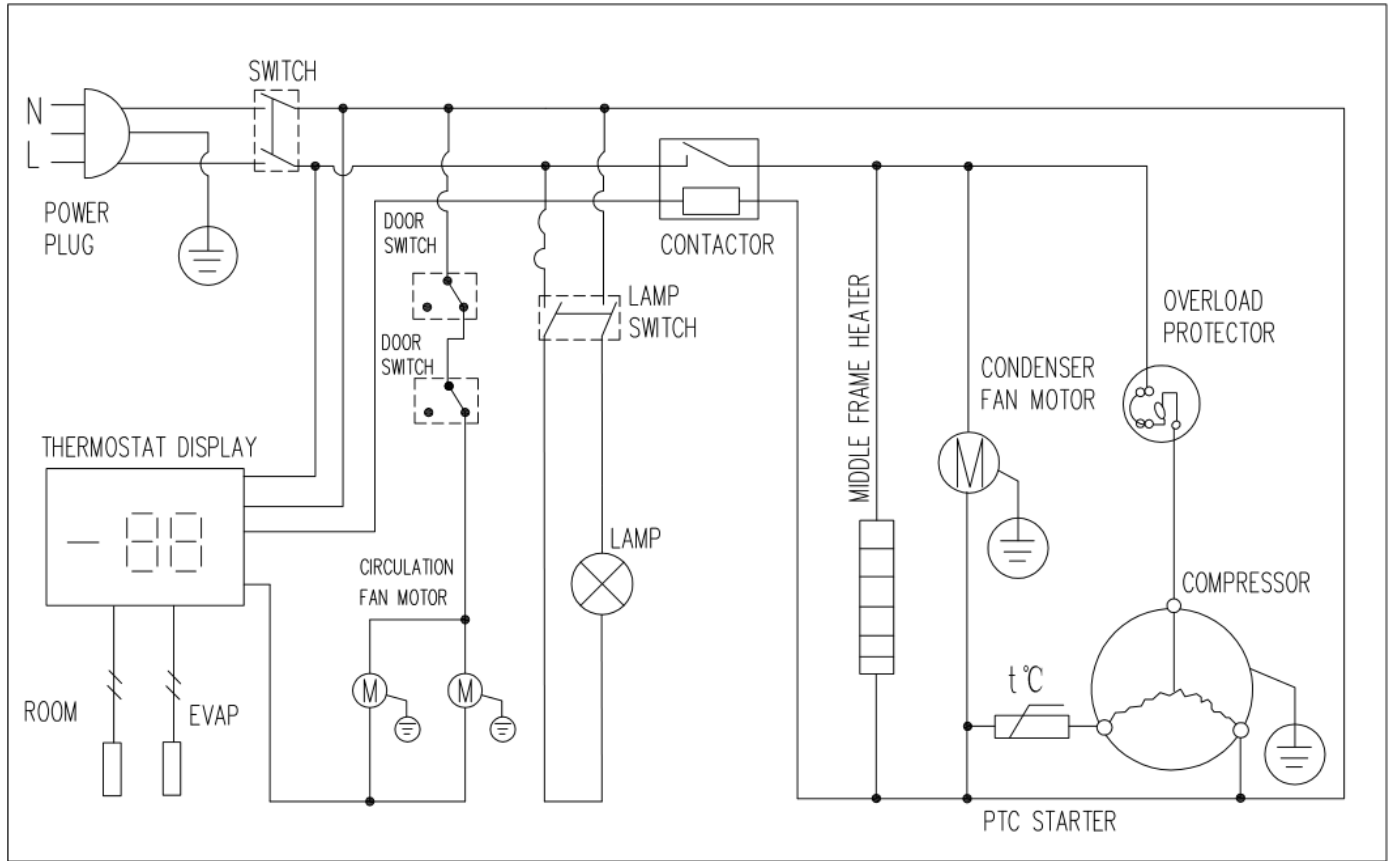 SWITCH
N
L
POWER
PLUG
DOOR
SWITCH
CONTACTOR
LAMP
SWITCH
DOOR
SWITCH
MIDDLE FRAME HEATER
OVERLOAD
PROTECTOR
CONDENSER
FAN MOTOR
M
THERMOSTAT DISPLAY
- 88
CIRCULATION
FAN MOTOR
LAMP
COMPRESSOR
M
M
t°C
ROOM
EVAP
PTC STARTER